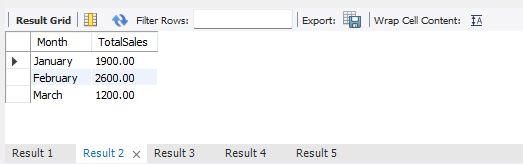 Result Grid Filter Rows: Export: Wrap Cell Content: IA
Month TotalSales
January 1900.00
February 2600.00
March 1200.00
Result 1 Result 2 × Result 3 Result 4 Result 5